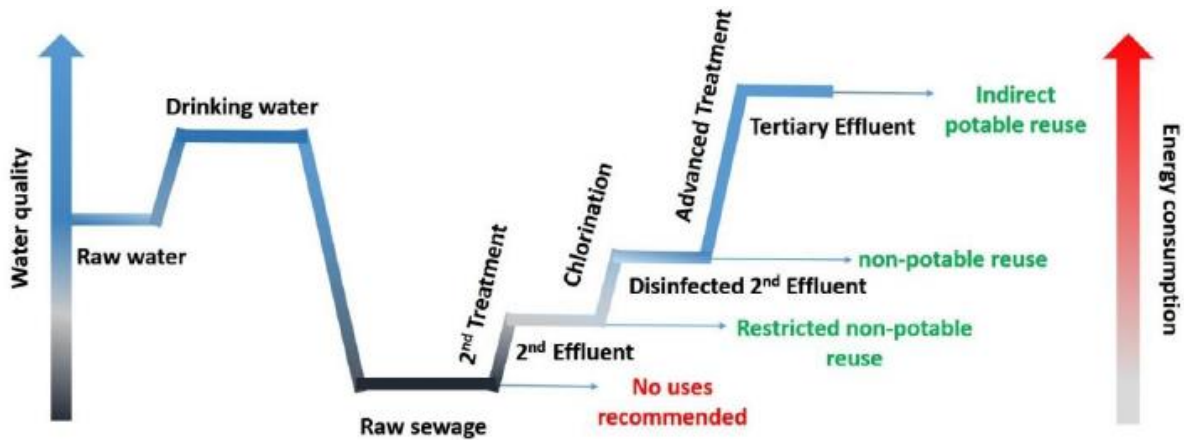 Water quality
Raw water
Drinking water
Raw sewage
2nd Treatment
2nd Effluent
Chlorination
Disinfected 2nd Effluent
Advanced Treatment
Tertiary Effluent
Indirect
potable reuse
non-potable reuse
Restricted non-potable
reuse
No uses
recommended
Energy consumption